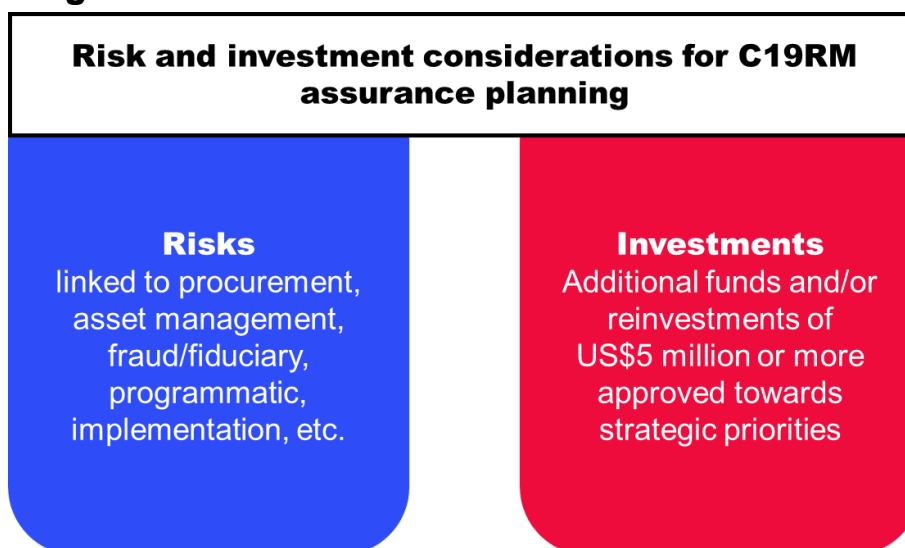 Risk and investment considerations for C19RM
assurance planning
Risks
linked to procurement,
asset management,
fraud/fiduciary,
programmatic,
implementation, etc.
Investments
Additional funds and/or
reinvestments of
US$5 million or more
approved towards
strategic priorities